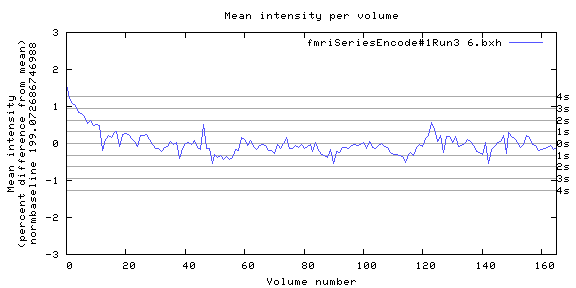 Mean intensity per volume
fmriSeriesEncode#1Run3 6.bxh
Mean intensity
(percent difference from mean)
normbaseline 199.072686746988
3
2
1
0
-1
-2
-3
4s
3s
2s
1s
0s
1s
2s
3s
4s
0 20 40 60 80 100 120 140 160
Volume number